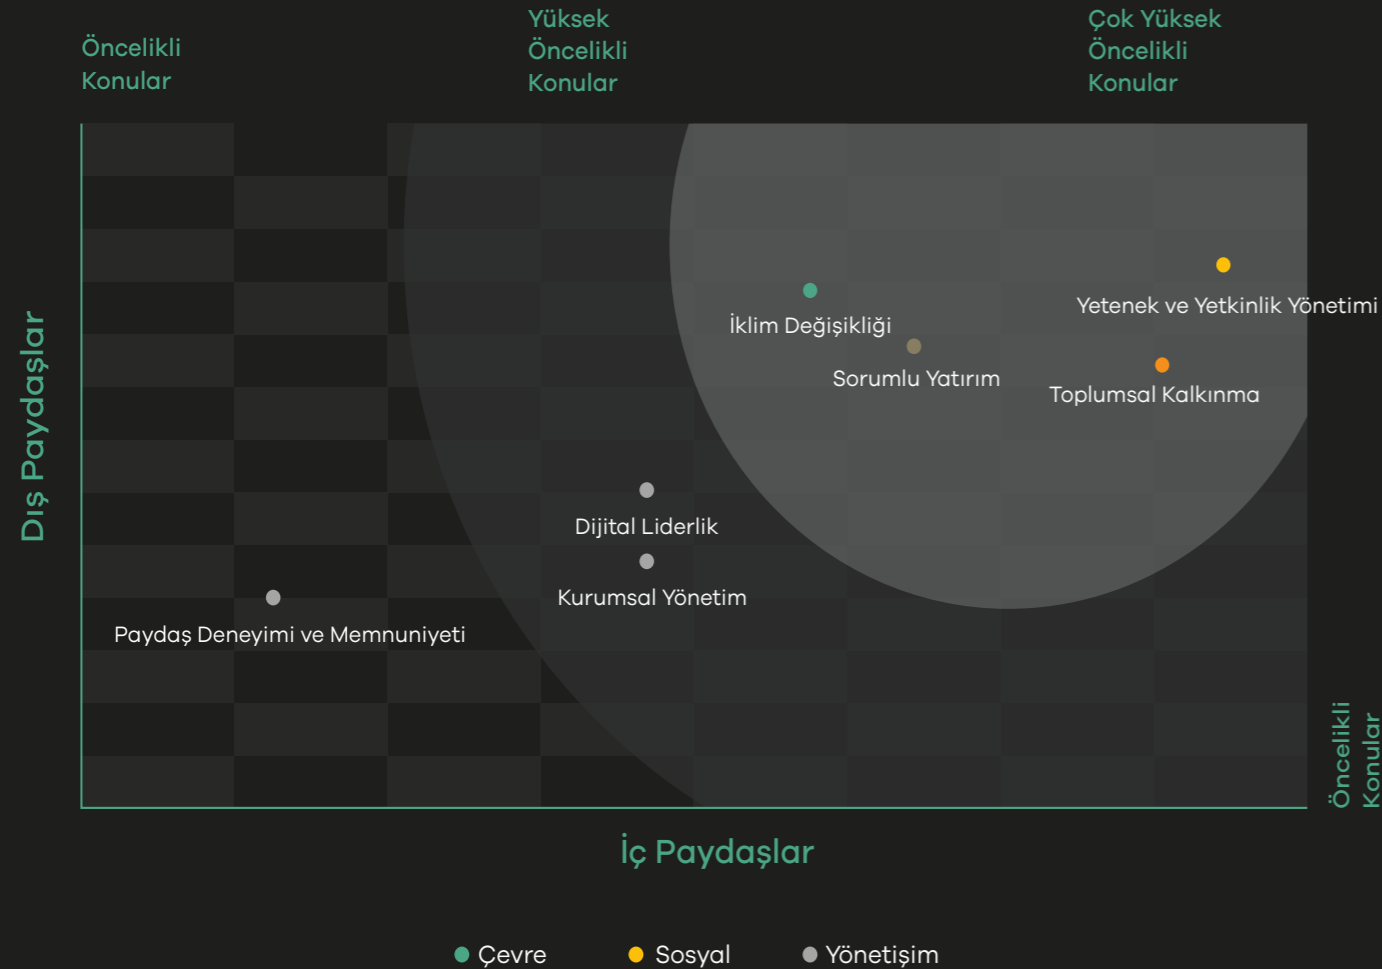 Öncelikli
Konular
Yüksek
Öncelikli
Konular
Çok Yüksek
Öncelikli
Konular
Dış Paydaşlar
Yetenek ve Yetkinlik Yönetimi
İklim Değişikliği
Sorumlu Yatırım
Toplumsal Kalkınma
Dijital Liderlik
Kurumsal Yönetim
Paydaş Deneyimi ve Memnuniyeti
Öncelikli
Konular
İç Paydaşlar
Çevre
Sosyal
Yönetişim